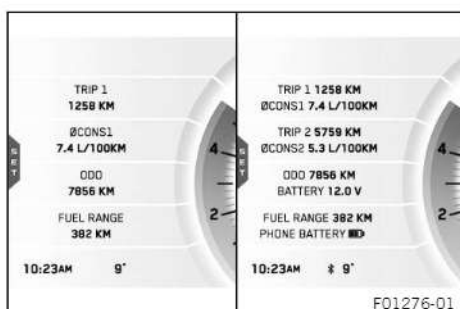 TRIP 1
1258 KM
ØCONS1
7.4 L/100KM
ODO
7856 KM
FUEL RANGE
382 KM
10:23AM 9°
SET
4
2
TRIP 1 1258 KM
ØCONS1 7.4 L/100KM
TRIP 2 5759 KM
ØCONS2 5.3 L/100KM
ODO 7856 KM
BATTERY 12.0 V
FUEL RANGE 382 KM
PHONE BATTERY
10:23AM 9°
SET
4
2
F01276-01